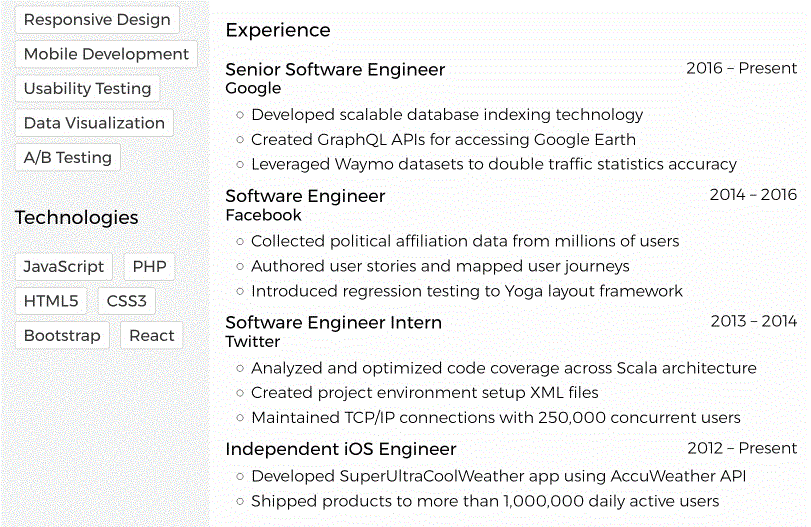 Responsive Design
Mobile Development
Usability Testing
Data Visualization
A/B Testing
Technologies
JavaScript PHP
HTML5 CSS3
Bootstrap React
Experience
Senior Software Engineer 2016 – Present
Google
Developed scalable database indexing technology
Created GraphQL APIs for accessing Google Earth
Leveraged Waymo datasets to double traffic statistics accuracy
Software Engineer 2014 – 2016
Facebook
Collected political affiliation data from millions of users
Authored user stories and mapped user journeys
Introduced regression testing to Yoga layout framework
Software Engineer Intern 2013 – 2014
Twitter
Analyzed and optimized code coverage across Scala architecture
Created project environment setup XML files
Maintained TCP/IP connections with 250,000 concurrent users
Independent iOS Engineer 2012 – Present
Developed SuperUltraCoolWeather app using AccuWeather API
Shipped products to more than 1,000,000 daily active users